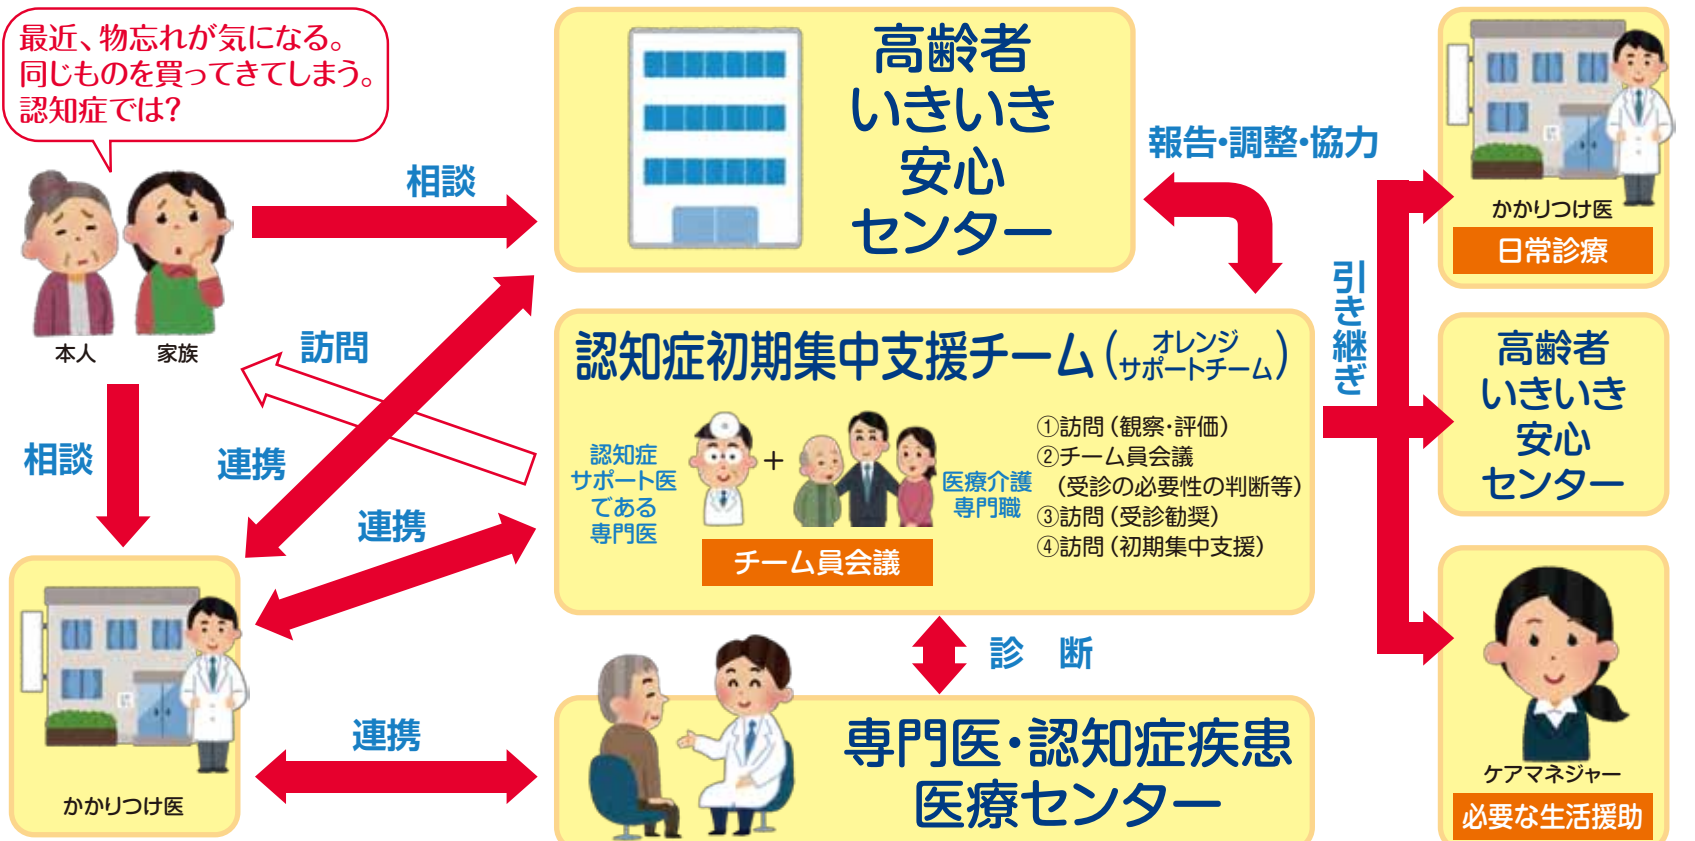 最近、物忘れが気になる。
同じものを買ってきてしまう。
認知症では?
本人
家族
相談
高齢者
いきいき
安心
センター
報告・調整・協力
かかりつけ医
日常診療
訪問
認知症初期集中支援チーム(オレンジ
サポートチーム)
認知症
サポート医
である
専門医
+
医療介護
専門職
チーム員会議
①訪問(観察・評価)
②チーム員会議
(受診の必要性の判断等)
③訪問(受診勧奨)
④訪問(初期集中支援)
引き継ぎ
高齢者
いきいき
安心
センター
相談
連携
連携
診 断
かかりつけ医
連携
専門医・認知症疾患
医療センター
ケアマネジャー
必要な生活援助